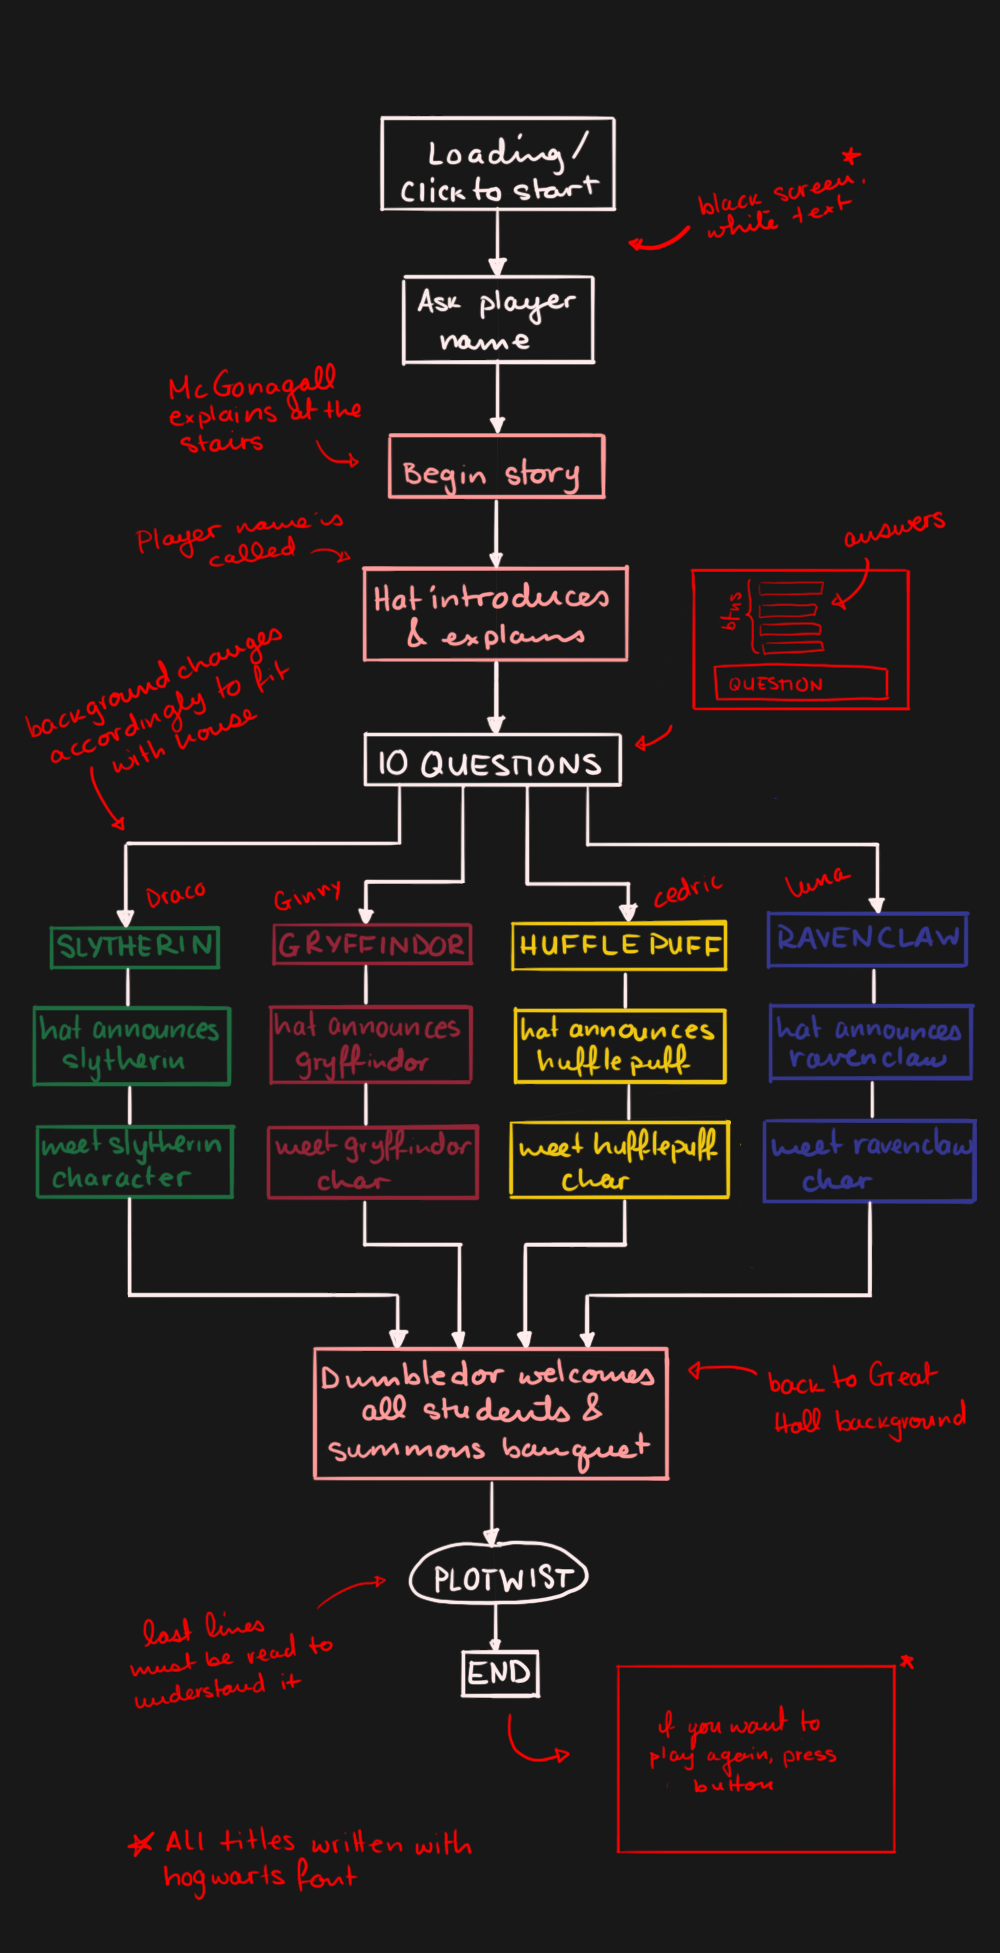 Loading/
Click to start
*
black screen.
white text
Ask player
name
McGonagall
explains at the
stairs
Begin story
Player name is
called
answers
Hat introduces
& explains
btns
QUESTION
background changes
accordingly to fit
with house
10 QUESTIONS
Draco
Ginny
cedric
luna
SLYTHERIN
GRYFFINDOR
HUFFLEPUFF
RAVENCLAW
hat announces
slytherin
hat announces
gryffindor
hat announces
hufflepuff
hat announces
ravenclaw
meet slytherin
character
meet gryffindor
char
meet hufflepuff
char
meet ravenclaw
char
Dumbledor welcomes
all students &
summons banquet
back to Great
Hall background
PLOTWIST
last lines
must be read to
understand it
END
*
if you want to
play again, press
button
* All titles written with
hogwarts font